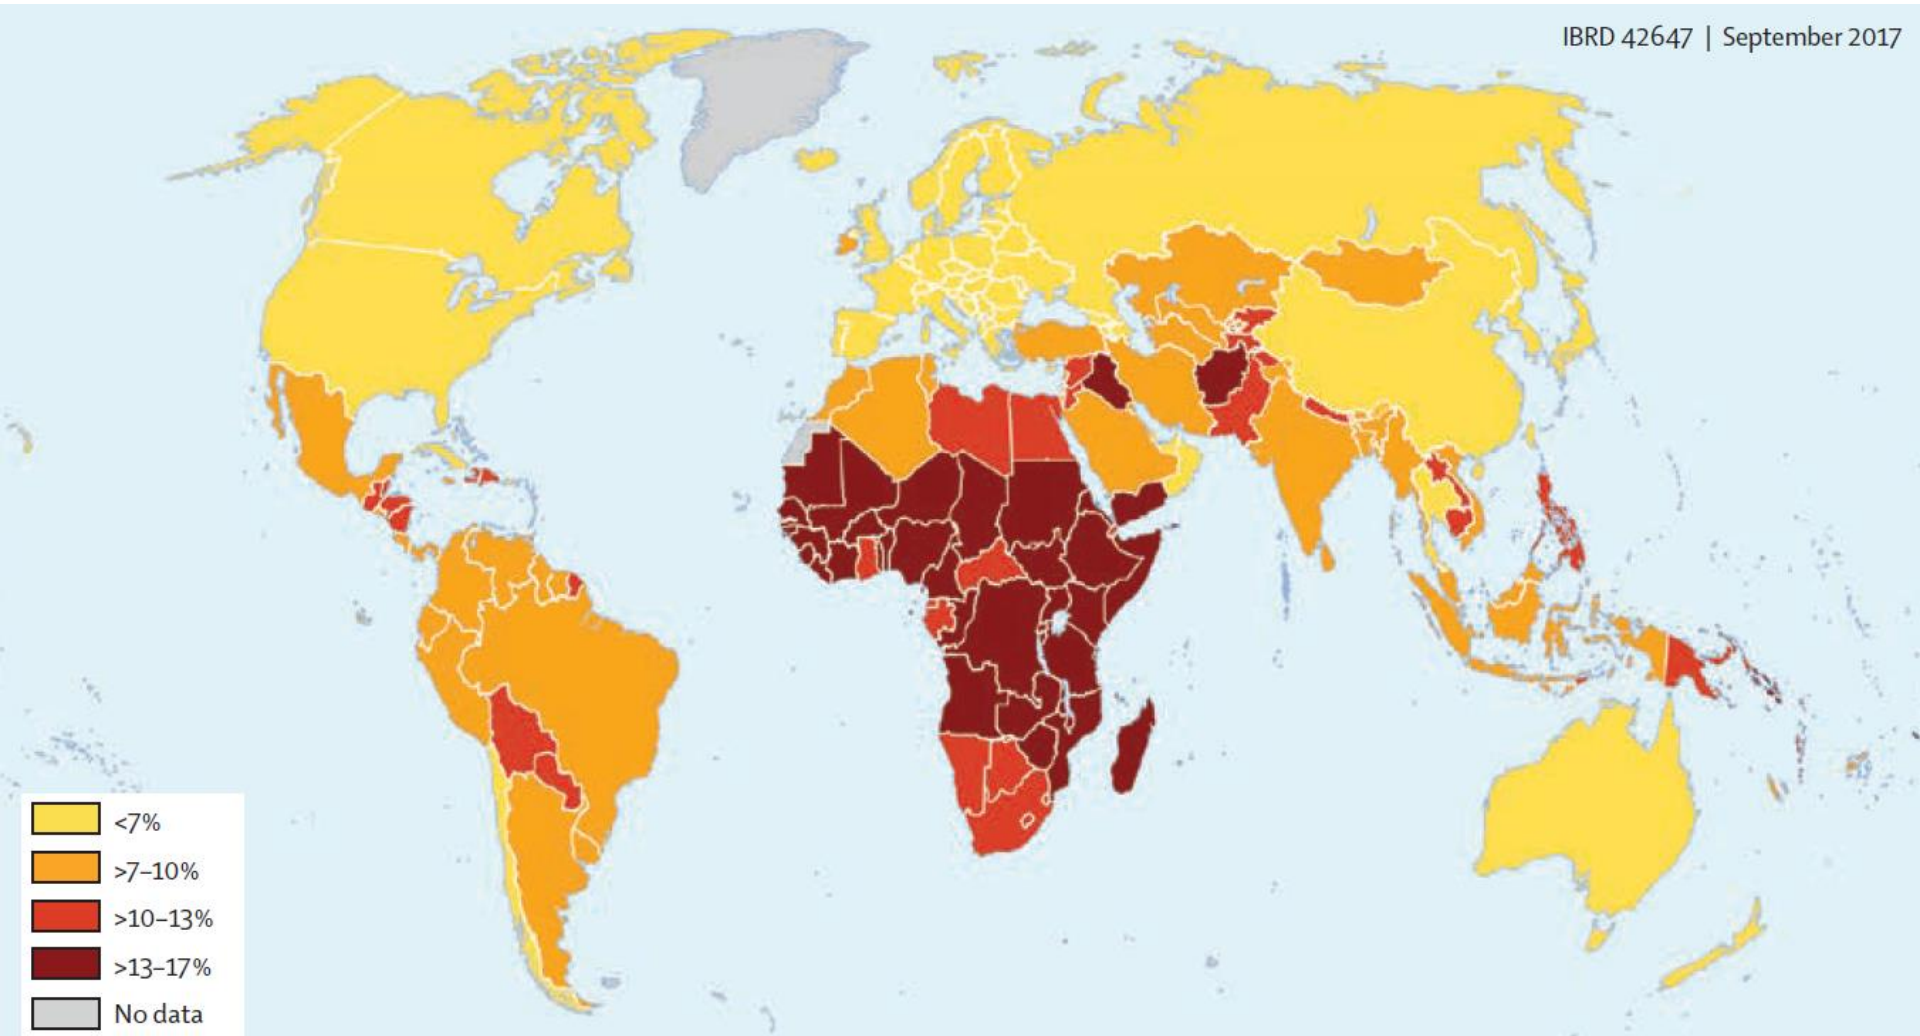 IBRD 42647 | September 2017
<7%
>7–10%
>10–13%
>13–17%
No data